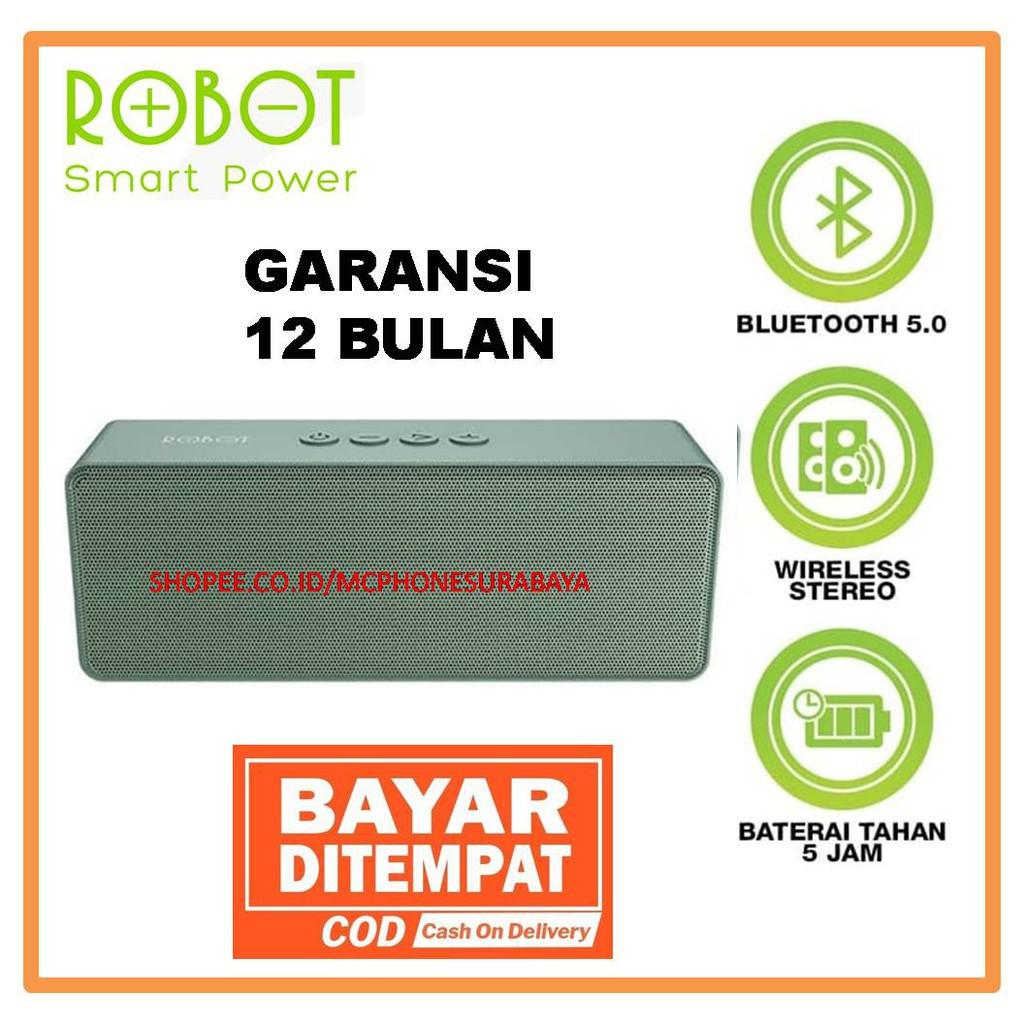 ROBOT
Smart Power
GARANSI
12 BULAN
BLUETOOTH 5.0
ROBOT
SHOPEE.CO.ID/MCPHONESURABAYA
WIRELESS
STEREO
BATERAI TAHAN
5 JAM
BAYAR
DITEMPAT
COD Cash On Delivery